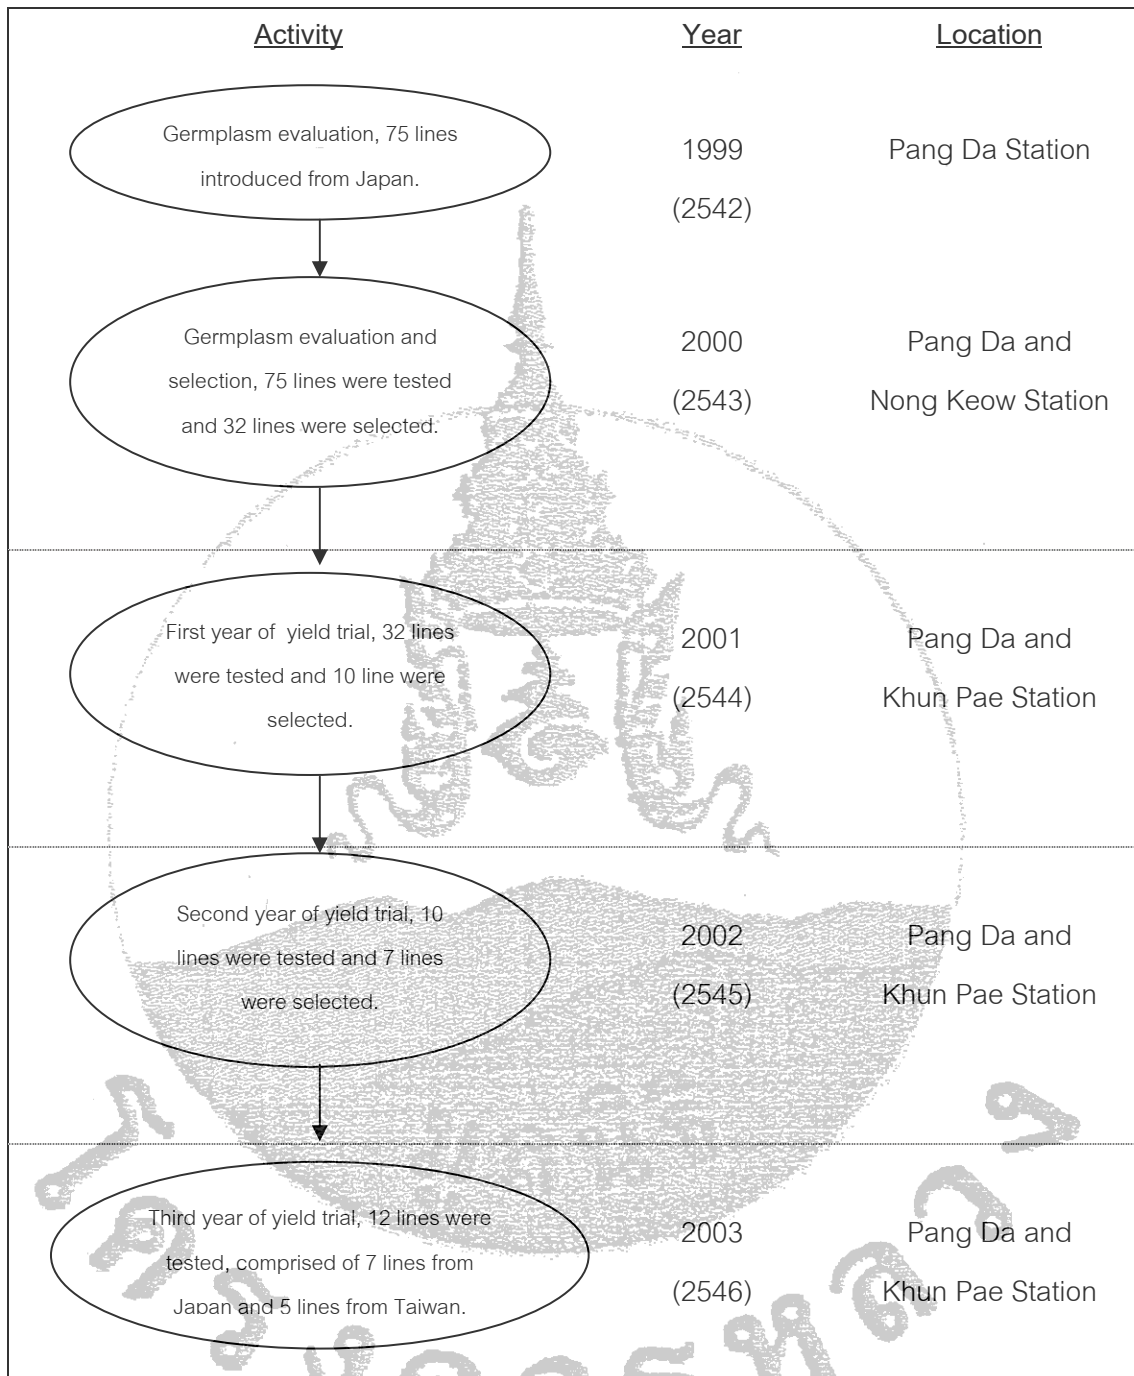 Activity Year Location
Germplasm evaluation, 75 lines
introduced from Japan.
1999 Pang Da Station
(2542)
Germplasm evaluation and
selection, 75 lines were tested
and 32 lines were selected.
2000 Pang Da and
(2543) Nong Keow Station
First year of yield trial, 32 lines
were tested and 10 line were
selected.
2001 Pang Da and
(2544) Khun Pae Station
Second year of yield trial, 10
lines were tested and 7 lines
were selected.
2002 Pang Da and
(2545) Khun Pae Station
Third year of yield trial, 12 lines were
tested, comprised of 7 lines from
Japan and 5 lines from Taiwan.
2003 Pang Da and
(2546) Khun Pae Station